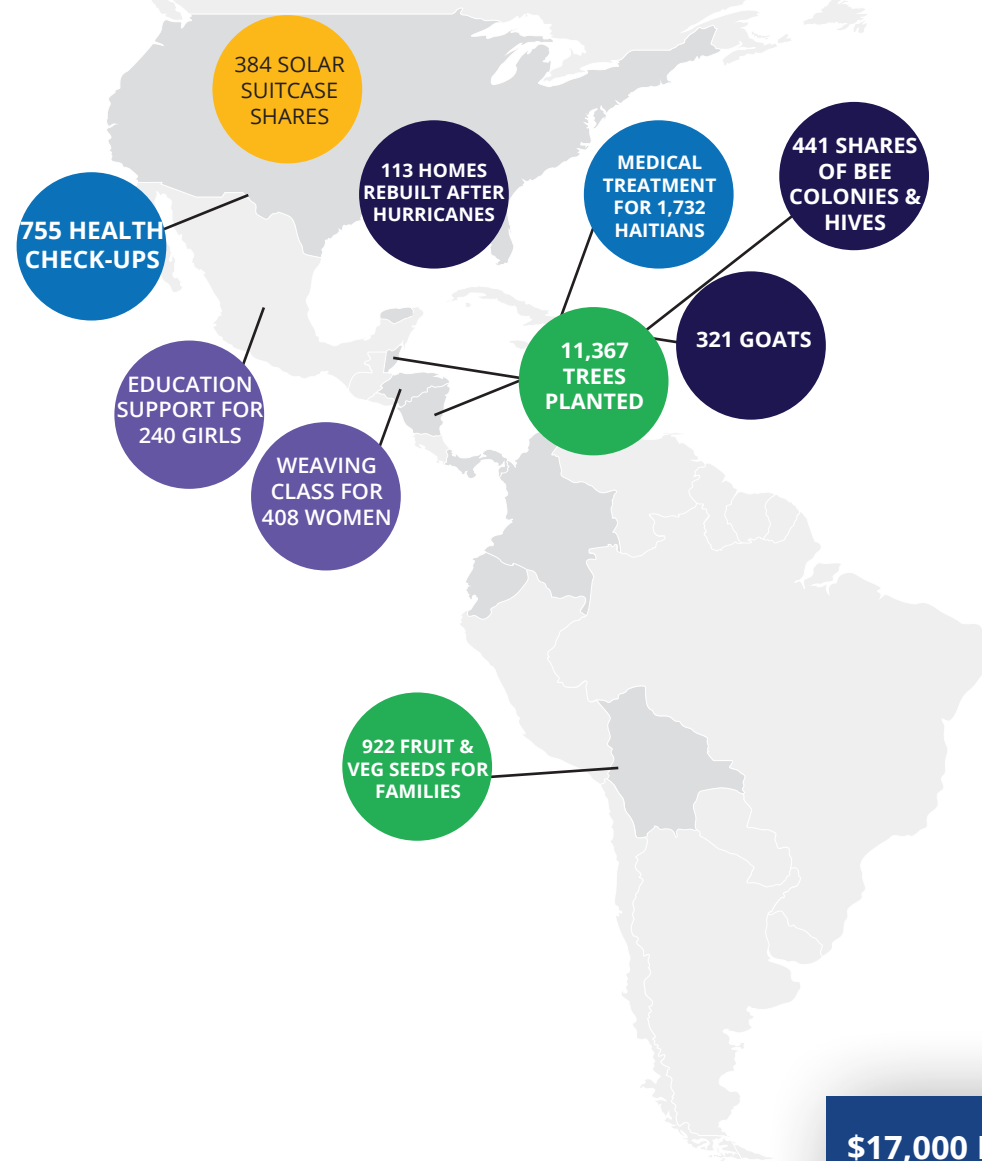 384 SOLAR
SUITCASE
SHARES
113 HOMES
REBUILT AFTER
HURRICANES
MEDICAL
TREATMENT
FOR 1,732
HAITIANS
441 SHARES
OF BEE
COLONIES &
HIVES
755 HEALTH
CHECK-UPS
321 GOATS
11,367
TREES
PLANTED
EDUCATION
SUPPORT FOR
240 GIRLS
WEAVING
CLASS FOR
408 WOMEN
922 FRUIT &
VEG SEEDS FOR
FAMILIES
$17,000